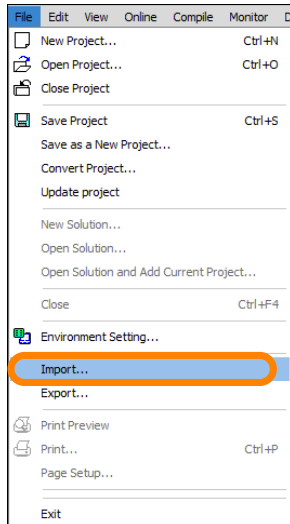 File Edit View Online Compile Monitor D
New Project... Ctrl+N
Open Project... Ctrl+O
Close Project
Save Project Ctrl+S
Save as a New Project...
Convert Project...
Update project
New Solution...
Open Solution...
Open Solution and Add Current Project...
Close Ctrl+F4
Environment Setting...
Import...
Export...
Print Preview
Print... Ctrl+P
Page Setup...
Exit